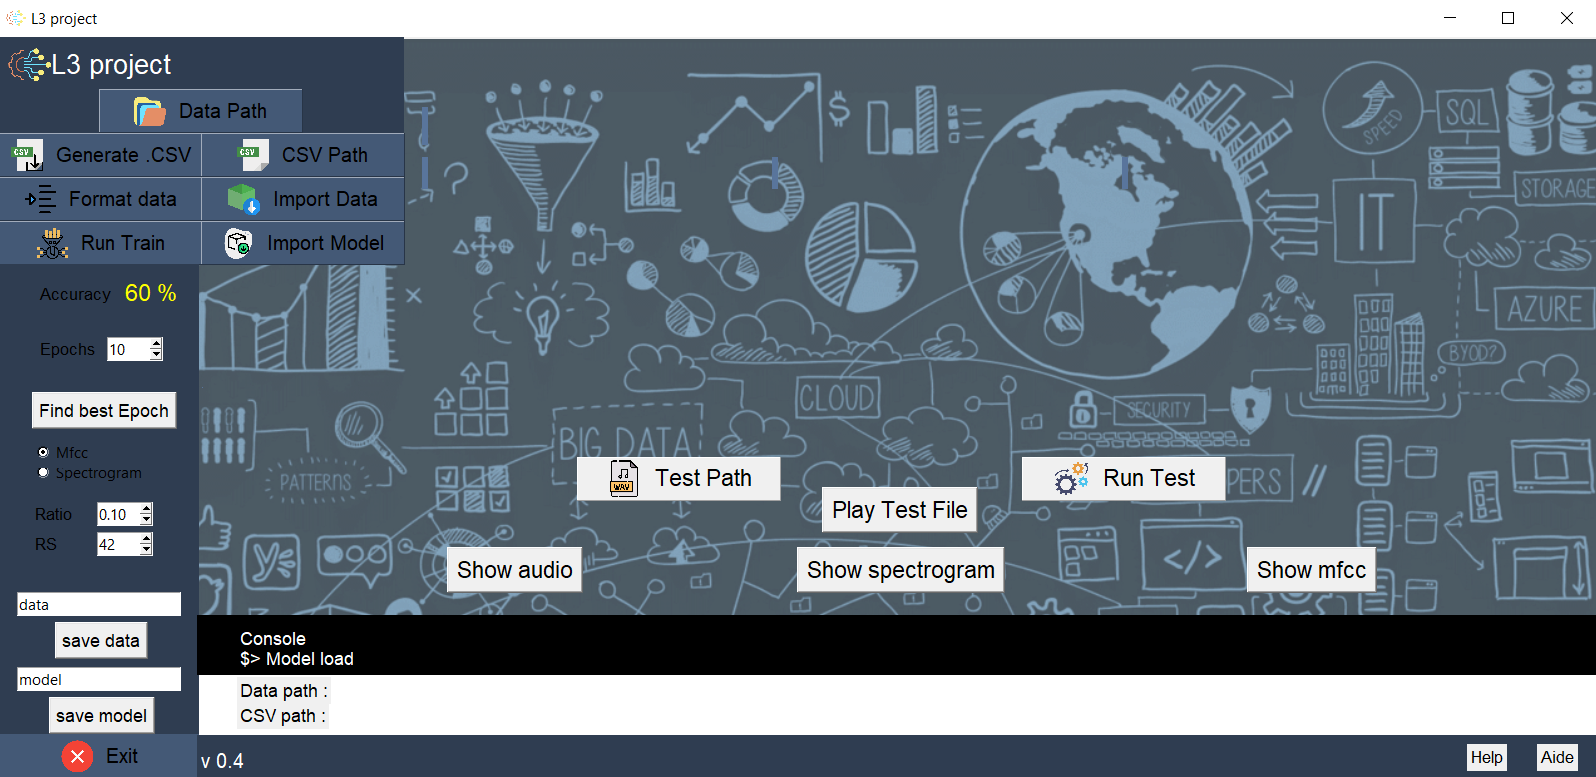 L3 project
L3 project
Data Path
Generate .CSV
CSV Path
Format data
Import Data
Run Train
Import Model
Accuracy 60 %
Epochs 10
Find best Epoch
Mfcc
Spectrogram
Ratio 0.10
RS 42
data
save data
model
save model
Exit
SPEED
SQL
STORAGE
IT
AZURE
BYOD?
CLOUD
SECURITY
BIG DATA
PATTERNS
PERS
</>
CSV
CSV
WAV
Test Path
Run Test
Play Test File
Show audio
Show spectrogram
Show mfcc
Console
$> Model load
Data path :
CSV path :
v 0.4
Help
Aide